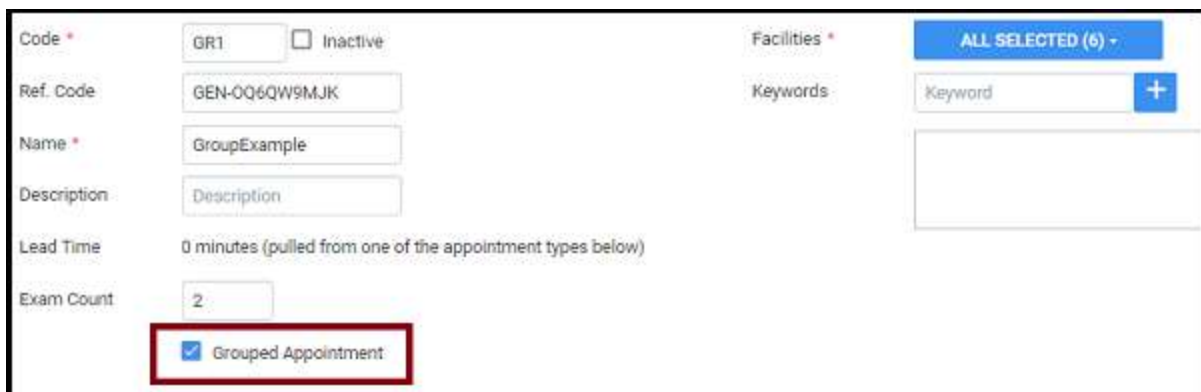 Code * GR1 Inactive Facilities * ALL SELECTED (6)
Ref. Code GEN-OQ6QW9MJK Keywords Keyword +
Name * GroupExample
Description Description
Lead Time 0 minutes (pulled from one of the appointment types below)
Exam Count 2
Grouped Appointment